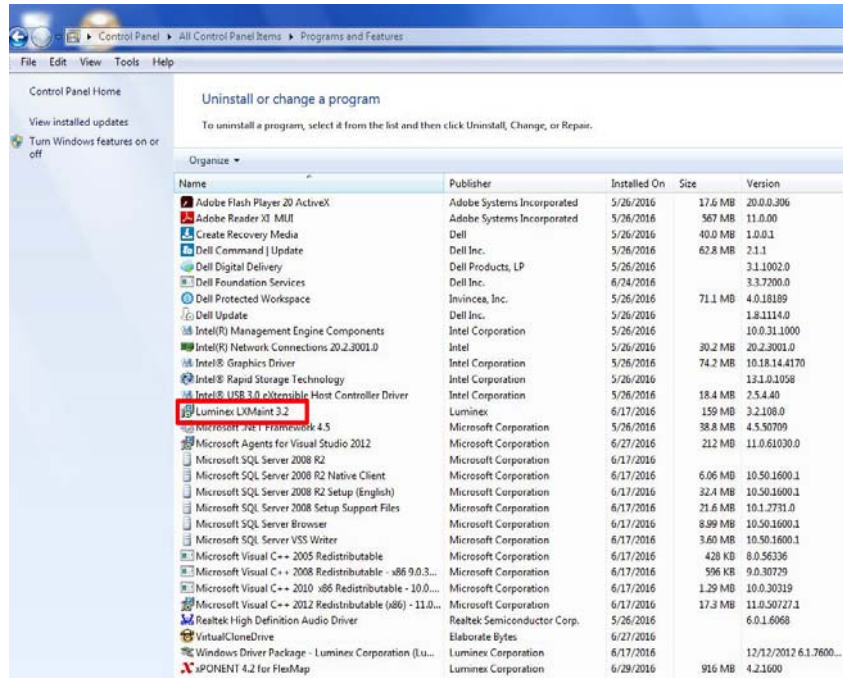 Control Panel ▸ All Control Panel Items ▸ Programs and Features
File Edit View Tools Help
Control Panel Home
View installed updates
Turn Windows features on or
off
Uninstall or change a program
To uninstall a program, select it from the list and then click Uninstall, Change, or Repair.
Organize
Name Publisher Installed On Size Version
Adobe Flash Player 20 ActiveX Adobe Systems Incorporated 5/26/2016 17.6 MB 20.0.0.306
Adobe Reader XI MUI Adobe Systems Incorporated 5/26/2016 567 MB 11.0.00
Create Recovery Media Dell 5/26/2016 40.0 MB 1.0.0.1
Dell Command | Update Dell Inc. 5/26/2016 62.8 MB 2.1.1
Dell Digital Delivery Dell Products, LP 5/26/2016 3.1.1002.0
Dell Foundation Services Dell Inc. 6/24/2016 3.3.7200.0
Dell Protected Workspace Invincea, Inc. 5/26/2016 71.1 MB 4.0.18189
Dell Update Dell Inc. 5/26/2016 1.8.1114.0
Intel(R) Management Engine Components Intel Corporation 5/26/2016 10.0.31.1000
Intel(R) Network Connections 20.2.3001.0 Intel 5/26/2016 30.2 MB 20.2.3001.0
Intel® Graphics Driver Intel Corporation 5/26/2016 74.2 MB 10.18.14.4170
Intel® Rapid Storage Technology Intel Corporation 5/26/2016 13.1.0.1058
Intel® USB 3.0 eXtensible Host Controller Driver Intel Corporation 5/26/2016 18.4 MB 2.5.4.40
Luminex LXMaint 3.2 Luminex 6/17/2016 159 MB 3.2.108.0
Microsoft .NET Framework 4.5 Microsoft Corporation 5/26/2016 38.8 MB 4.5.50709
Microsoft Agents for Visual Studio 2012 Microsoft Corporation 6/27/2016 212 MB 11.0.61030.0
Microsoft SQL Server 2008 R2 Microsoft Corporation 6/17/2016
Microsoft SQL Server 2008 R2 Native Client Microsoft Corporation 6/17/2016 6.06 MB 10.50.1600.1
Microsoft SQL Server 2008 R2 Setup (English) Microsoft Corporation 6/17/2016 32.4 MB 10.50.1600.1
Microsoft SQL Server 2008 Setup Support Files Microsoft Corporation 6/17/2016 21.6 MB 10.1.2731.0
Microsoft SQL Server Browser Microsoft Corporation 6/17/2016 8.99 MB 10.50.1600.1
Microsoft SQL Server VSS Writer Microsoft Corporation 6/17/2016 3.60 MB 10.50.1600.1
Microsoft Visual C++ 2005 Redistributable Microsoft Corporation 6/17/2016 428 KB 8.0.56336
Microsoft Visual C++ 2008 Redistributable - x86 9.0.3... Microsoft Corporation 6/17/2016 596 KB 9.0.30729
Microsoft Visual C++ 2010 x86 Redistributable - 10.0.... Microsoft Corporation 6/17/2016 1.29 MB 10.0.30319
Microsoft Visual C++ 2012 Redistributable (x86) - 11.0... Microsoft Corporation 6/17/2016 17.3 MB 11.0.50727.1
Realtek High Definition Audio Driver Realtek Semiconductor Corp. 5/26/2016 6.0.1.6068
VirtualCloneDrive Elaborate Bytes 6/27/2016
Windows Driver Package - Luminex Corporation (Lu... Luminex Corporation 6/17/2016 12/12/2012 6.1.7600...
xPONENT 4.2 for FlexMap Luminex Corporation 6/29/2016 916 MB 4.2.1600